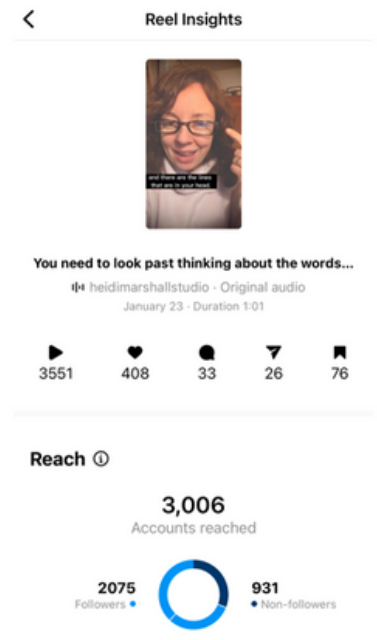 Reel Insights
and there are the lines
that are in your head.
You need to look past thinking about the words...
heidimarshallstudio · Original audio
January 23 · Duration 1:01
3551 408 33 26 76
Reach
3,006
Accounts reached
2075 931
Followers Non-followers